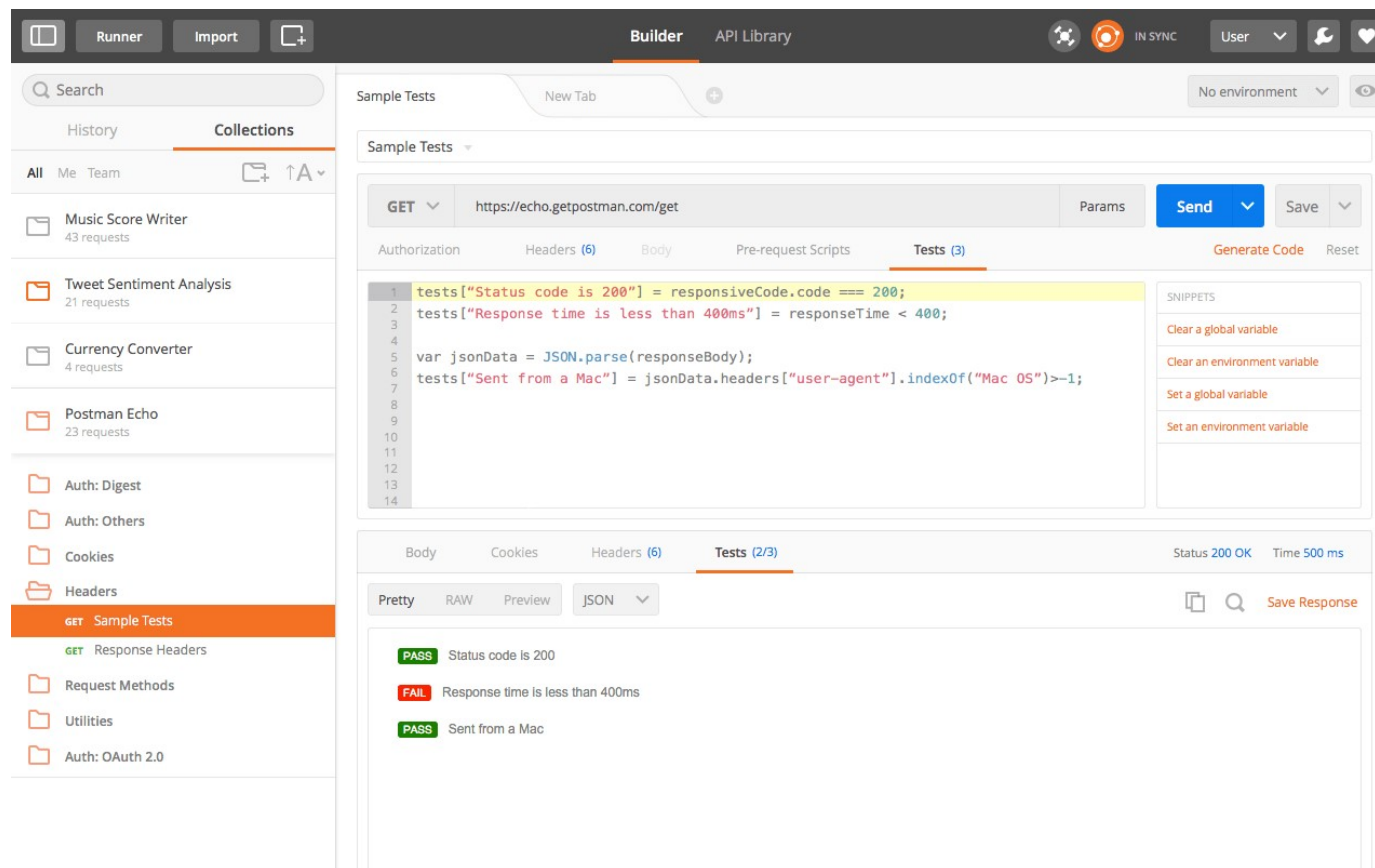 Runner Import Builder API Library IN SYNC User
Search
History Collections
All Me Team A
Music Score Writer
43 requests
Tweet Sentiment Analysis
21 requests
Currency Converter
4 requests
Postman Echo
23 requests
Auth: Digest
Auth: Others
Cookies
Headers
GET Sample Tests
GET Response Headers
Request Methods
Utilities
Auth: OAuth 2.0
Sample Tests New Tab No environment
Sample Tests
GET https://echo.getpostman.com/get Params Send Save
Authorization Headers (6) Body Pre-request Scripts Tests (3) Generate Code Reset
1 tests[“Status code is 200”] = responsiveCode.code === 200;
2 tests[“Response time is less than 400ms”] = responseTime < 400;
3
4
5 var jsonData = JSON.parse(responseBody);
6 tests[“Sent from a Mac”] = jsonData.headers[“user-agent”].indexOf(“Mac OS”)>-1;
7
8
9
10
11
12
13
14
SNIPPETS
Clear a global variable
Clear an environment variable
Set a global variable
Set an environment variable
Body Cookies Headers (6) Tests (2/3) Status 200 OK Time 500 ms
Pretty RAW Preview JSON Save Response
PASS Status code is 200
FAIL Response time is less than 400ms
PASS Sent from a Mac